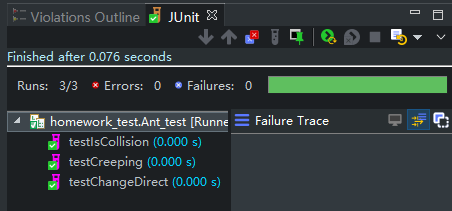 Violations Outline JUnit
Finished after 0.076 seconds
Runs: 3/3 Errors: 0 Failures: 0
homework_test.Ant_test [Runne
Failure Trace
testIsCollision (0.000 s)
testCreeping (0.000 s)
testChangeDirect (0.000 s)